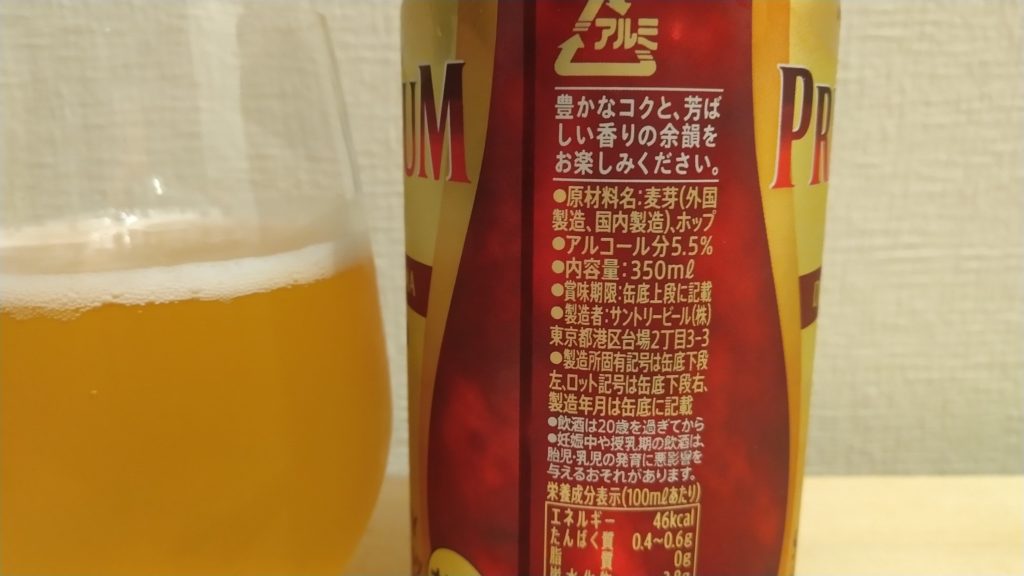 アルミ
UM
PR
豊かなコクと、芳ば
しい香りの余韻を
お楽しみください。
●原材料名:麦芽(外国
製造、国内製造)、ホップ
●アルコール分5.5%
●内容量:350mℓ
●賞味期限:缶底上段に記載
●製造者:サントリービール(株)
東京都港区台場2丁目3-3
●製造所固有記号は缶底下段
左、ロット記号は缶底下段右、
製造年月は缶底に記載
●飲酒は20歳を過ぎてから
●妊娠中や授乳期の飲酒は、
胎児・乳児の発育に悪影響を
与えるおそれがあります。
栄養成分表示(100mℓあたり)
エネルギー 46kcal
たんぱく質 0.4~0.6g
脂質 0g